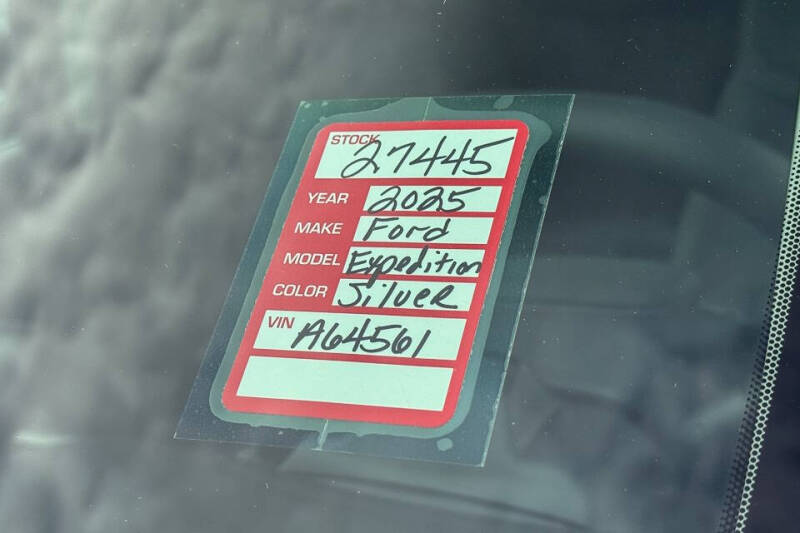 STOCK 27445
YEAR 2025
MAKE Ford
MODEL Expedition
COLOR Silver
VIN A64561